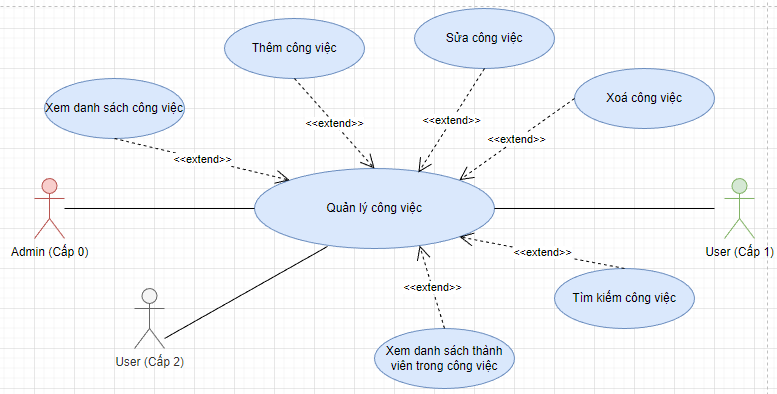 Sửa công việc
Thêm công việc
Xoá công việc
Xem danh sách công việc
<<extend>>
<<extend>>
<<extend>>
<<extend>>
Quản lý công việc
Admin (Cấp 0)
User (Cấp 1)
<<extend>>
<<extend>>
Tìm kiếm công việc
User (Cấp 2)
Xem danh sách thành
viên trong công việc